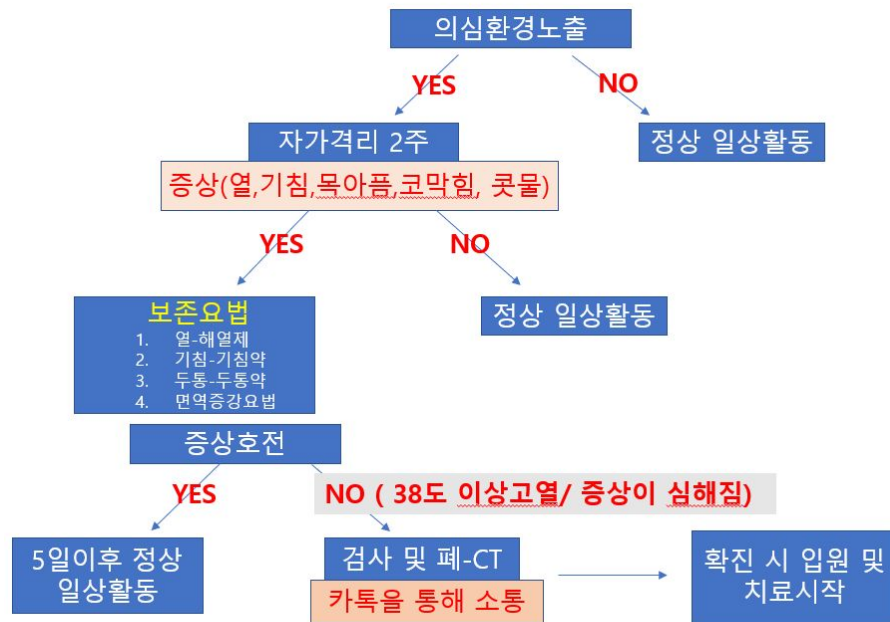 의심환경노출
YES
NO
자가격리 2주
정상 일상활동
증상(열,기침,목아픔,코막힘, 콧물)
YES
NO
보존요법
1. 열-해열제
2. 기침-기침약
3. 두통-두통약
4. 면역증강요법
정상 일상활동
증상호전
YES
NO ( 38도 이상고열/ 증상이 심해짐)
5일이후 정상
일상활동
검사 및 폐-CT
카톡을 통해 소통
확진 시 입원 및
치료시작